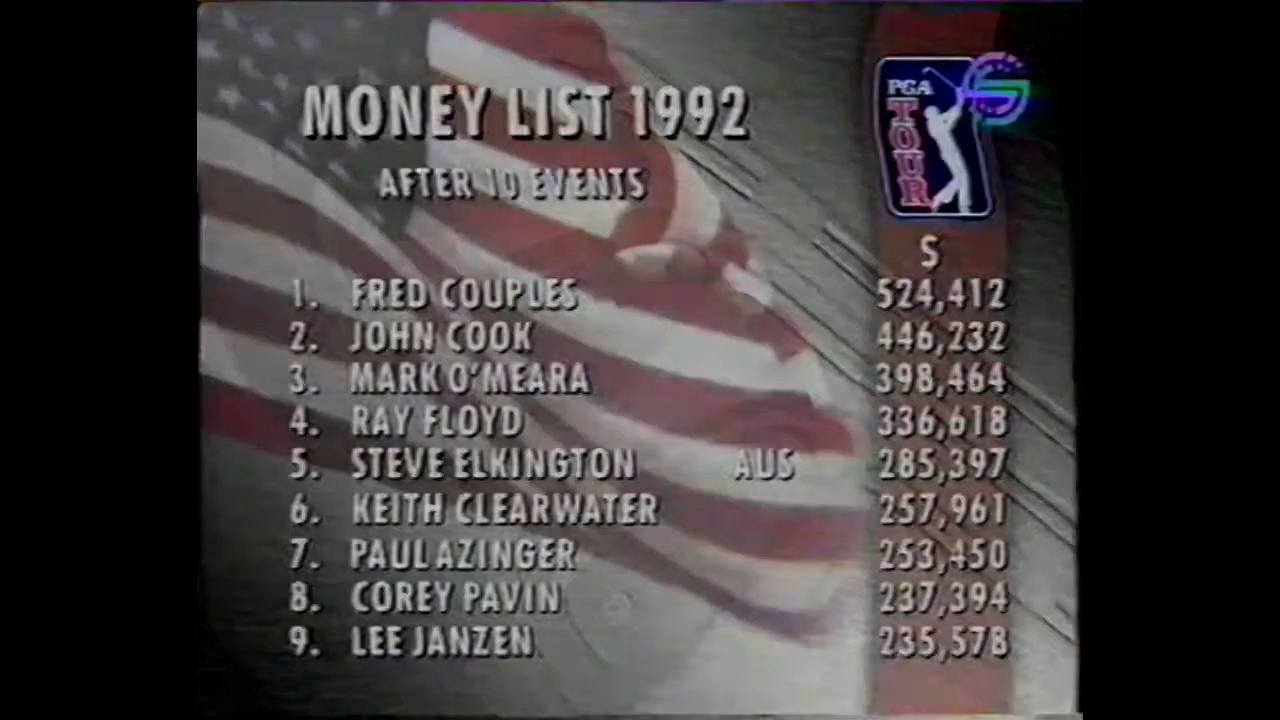 MONEY LIST 1992
AFTER 10 EVENTS
PGA
TOUR
$
1. FRED COUPLES 524,412
2. JOHN COOK 446,232
3. MARK O'MEARA 398,464
4. RAY FLOYD 336,618
5. STEVE ELKINGTON AUS 285,397
6. KEITH CLEARWATER 257,961
7. PAUL AZINGER 253,450
8. COREY PAVIN 237,394
9. LEE JANZEN 235,578